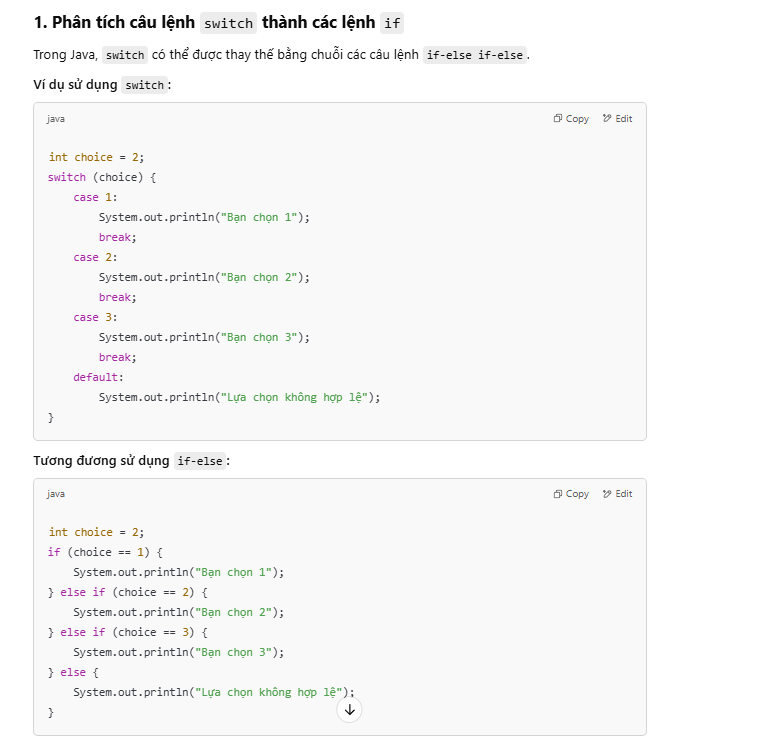 1. Phân tích câu lệnh switch thành các lệnh if
Trong Java, switch có thể được thay thế bằng chuỗi các câu lệnh if-else if-else.
Ví dụ sử dụng switch:
java Copy Edit
int choice = 2;
switch (choice) {
    case 1:
        System.out.println("Bạn chọn 1");
        break;
    case 2:
        System.out.println("Bạn chọn 2");
        break;
    case 3:
        System.out.println("Bạn chọn 3");
        break;
    default:
        System.out.println("Lựa chọn không hợp lệ");
}
Tương đương sử dụng if-else:
java Copy Edit
int choice = 2;
if (choice == 1) {
    System.out.println("Bạn chọn 1");
} else if (choice == 2) {
    System.out.println("Bạn chọn 2");
} else if (choice == 3) {
    System.out.println("Bạn chọn 3");
} else {
    System.out.println("Lựa chọn không hợp lệ");
}